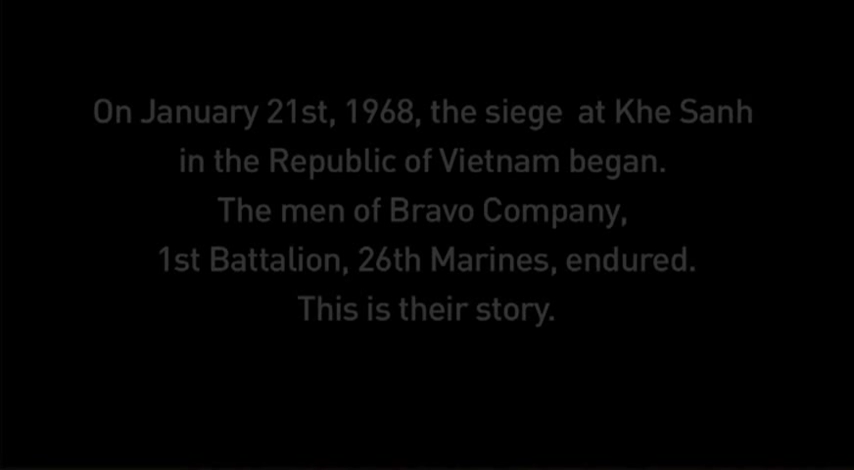 On January 21st, 1968, the siege  at Khe Sanh
in the Republic of Vietnam began.
The men of Bravo Company,
1st Battalion, 26th Marines, endured.
This is their story.